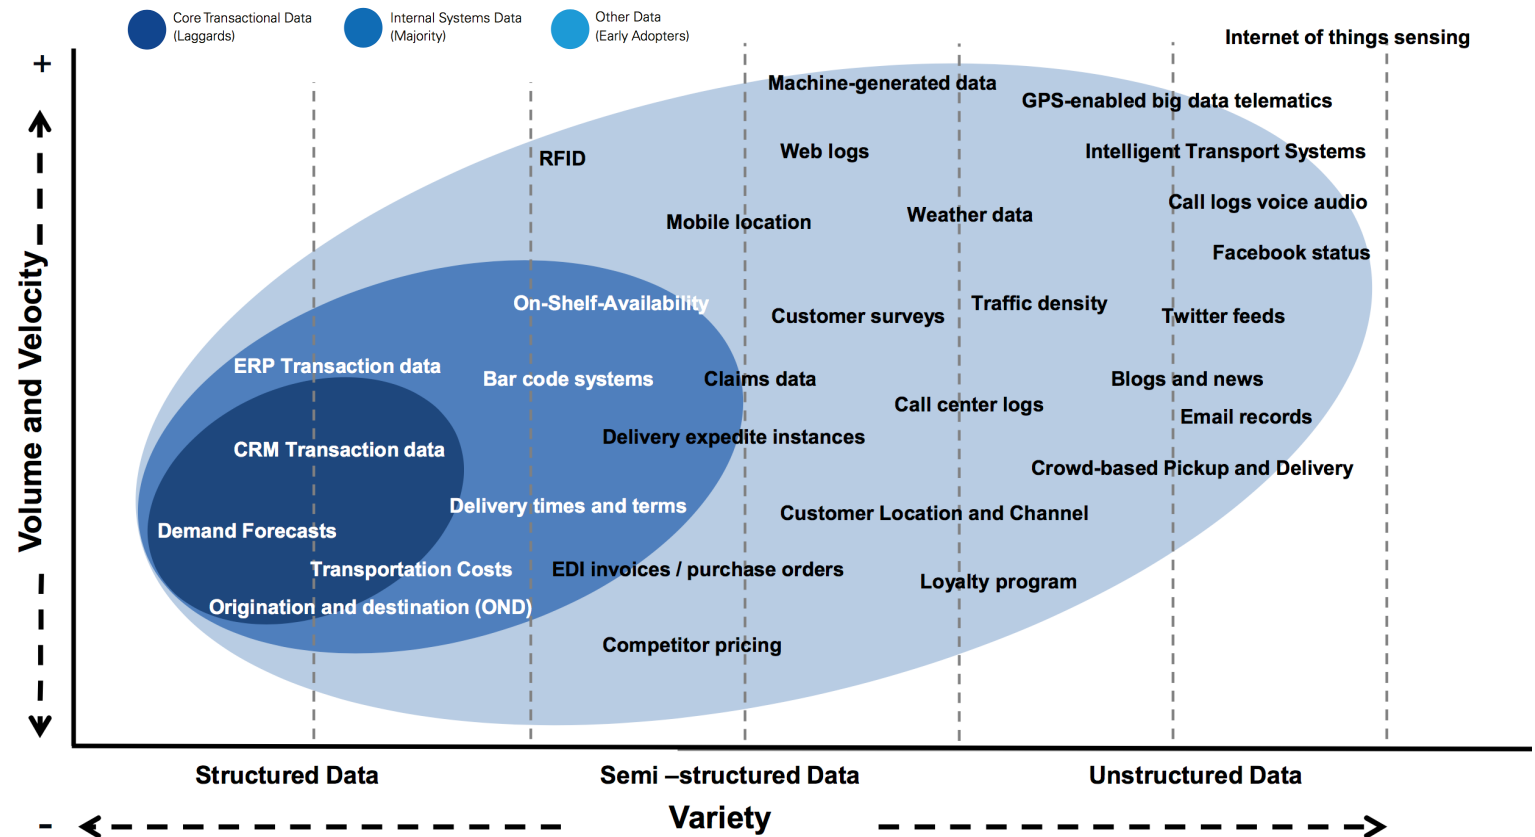 Core Transactional Data
(Laggards)
Internal Systems Data
(Majority)
Other Data
(Early Adopters)
Internet of things sensing
+
Machine-generated data
GPS-enabled big data telematics
RFID
Web logs
Intelligent Transport Systems
Call logs voice audio
Mobile location
Weather data
Facebook status
On-Shelf-Availability
Customer surveys
Traffic density
Twitter feeds
ERP Transaction data
Bar code systems
Claims data
Blogs and news
Call center logs
Email records
Delivery expedite instances
CRM Transaction data
Crowd-based Pickup and Delivery
Delivery times and terms
Customer Location and Channel
Demand Forecasts
Transportation Costs
EDI invoices / purchase orders
Loyalty program
Origination and destination (OND)
Competitor pricing
Volume and Velocity
Structured Data
Semi –structured Data
Unstructured Data
-
Variety